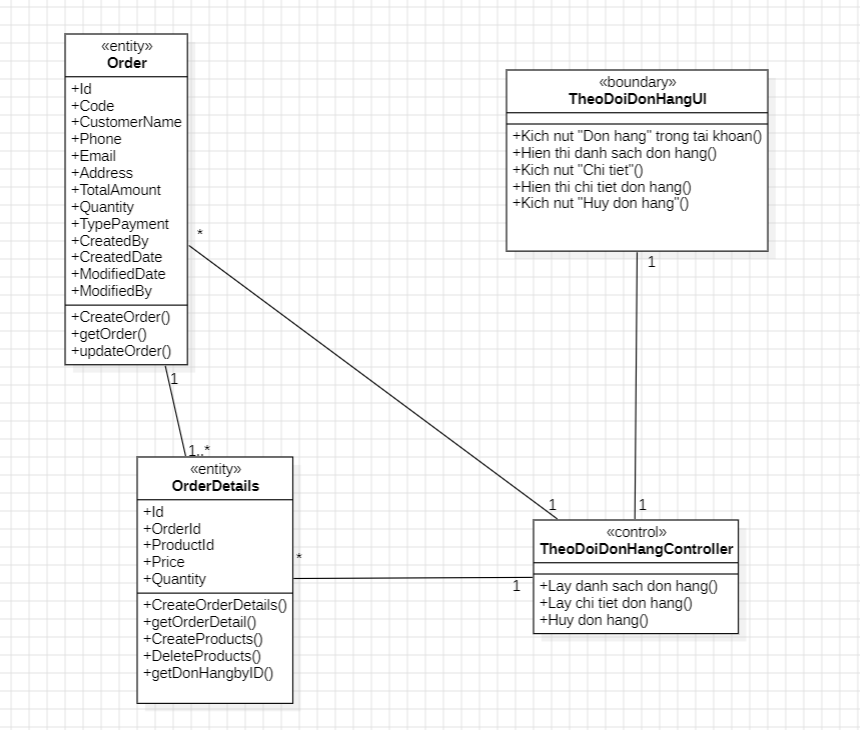 «entity»
Order
+Id
+Code
+CustomerName
+Phone
+Email
+Address
+TotalAmount
+Quantity
+TypePayment
+CreatedBy
+CreatedDate
+ModifiedDate
+ModifiedBy
+CreateOrder()
+getOrder()
+updateOrder()
«boundary»
TheoDoiDonHangUI
+Kich nut "Don hang" trong tai khoan()
+Hien thi danh sach don hang()
+Kich nut "Chi tiet"()
+Hien thi chi tiet don hang()
+Kich nut "Huy don hang"()
*
1
1
1..*
«entity»
OrderDetails
+Id
+OrderId
+ProductId
+Price
+Quantity
+CreateOrderDetails()
+getOrderDetail()
+CreateProducts()
+DeleteProducts()
+getDonHangbyID()
*
1
1
1
«control»
TheoDoiDonHangController
+Lay danh sach don hang()
+Lay chi tiet don hang()
+Huy don hang()